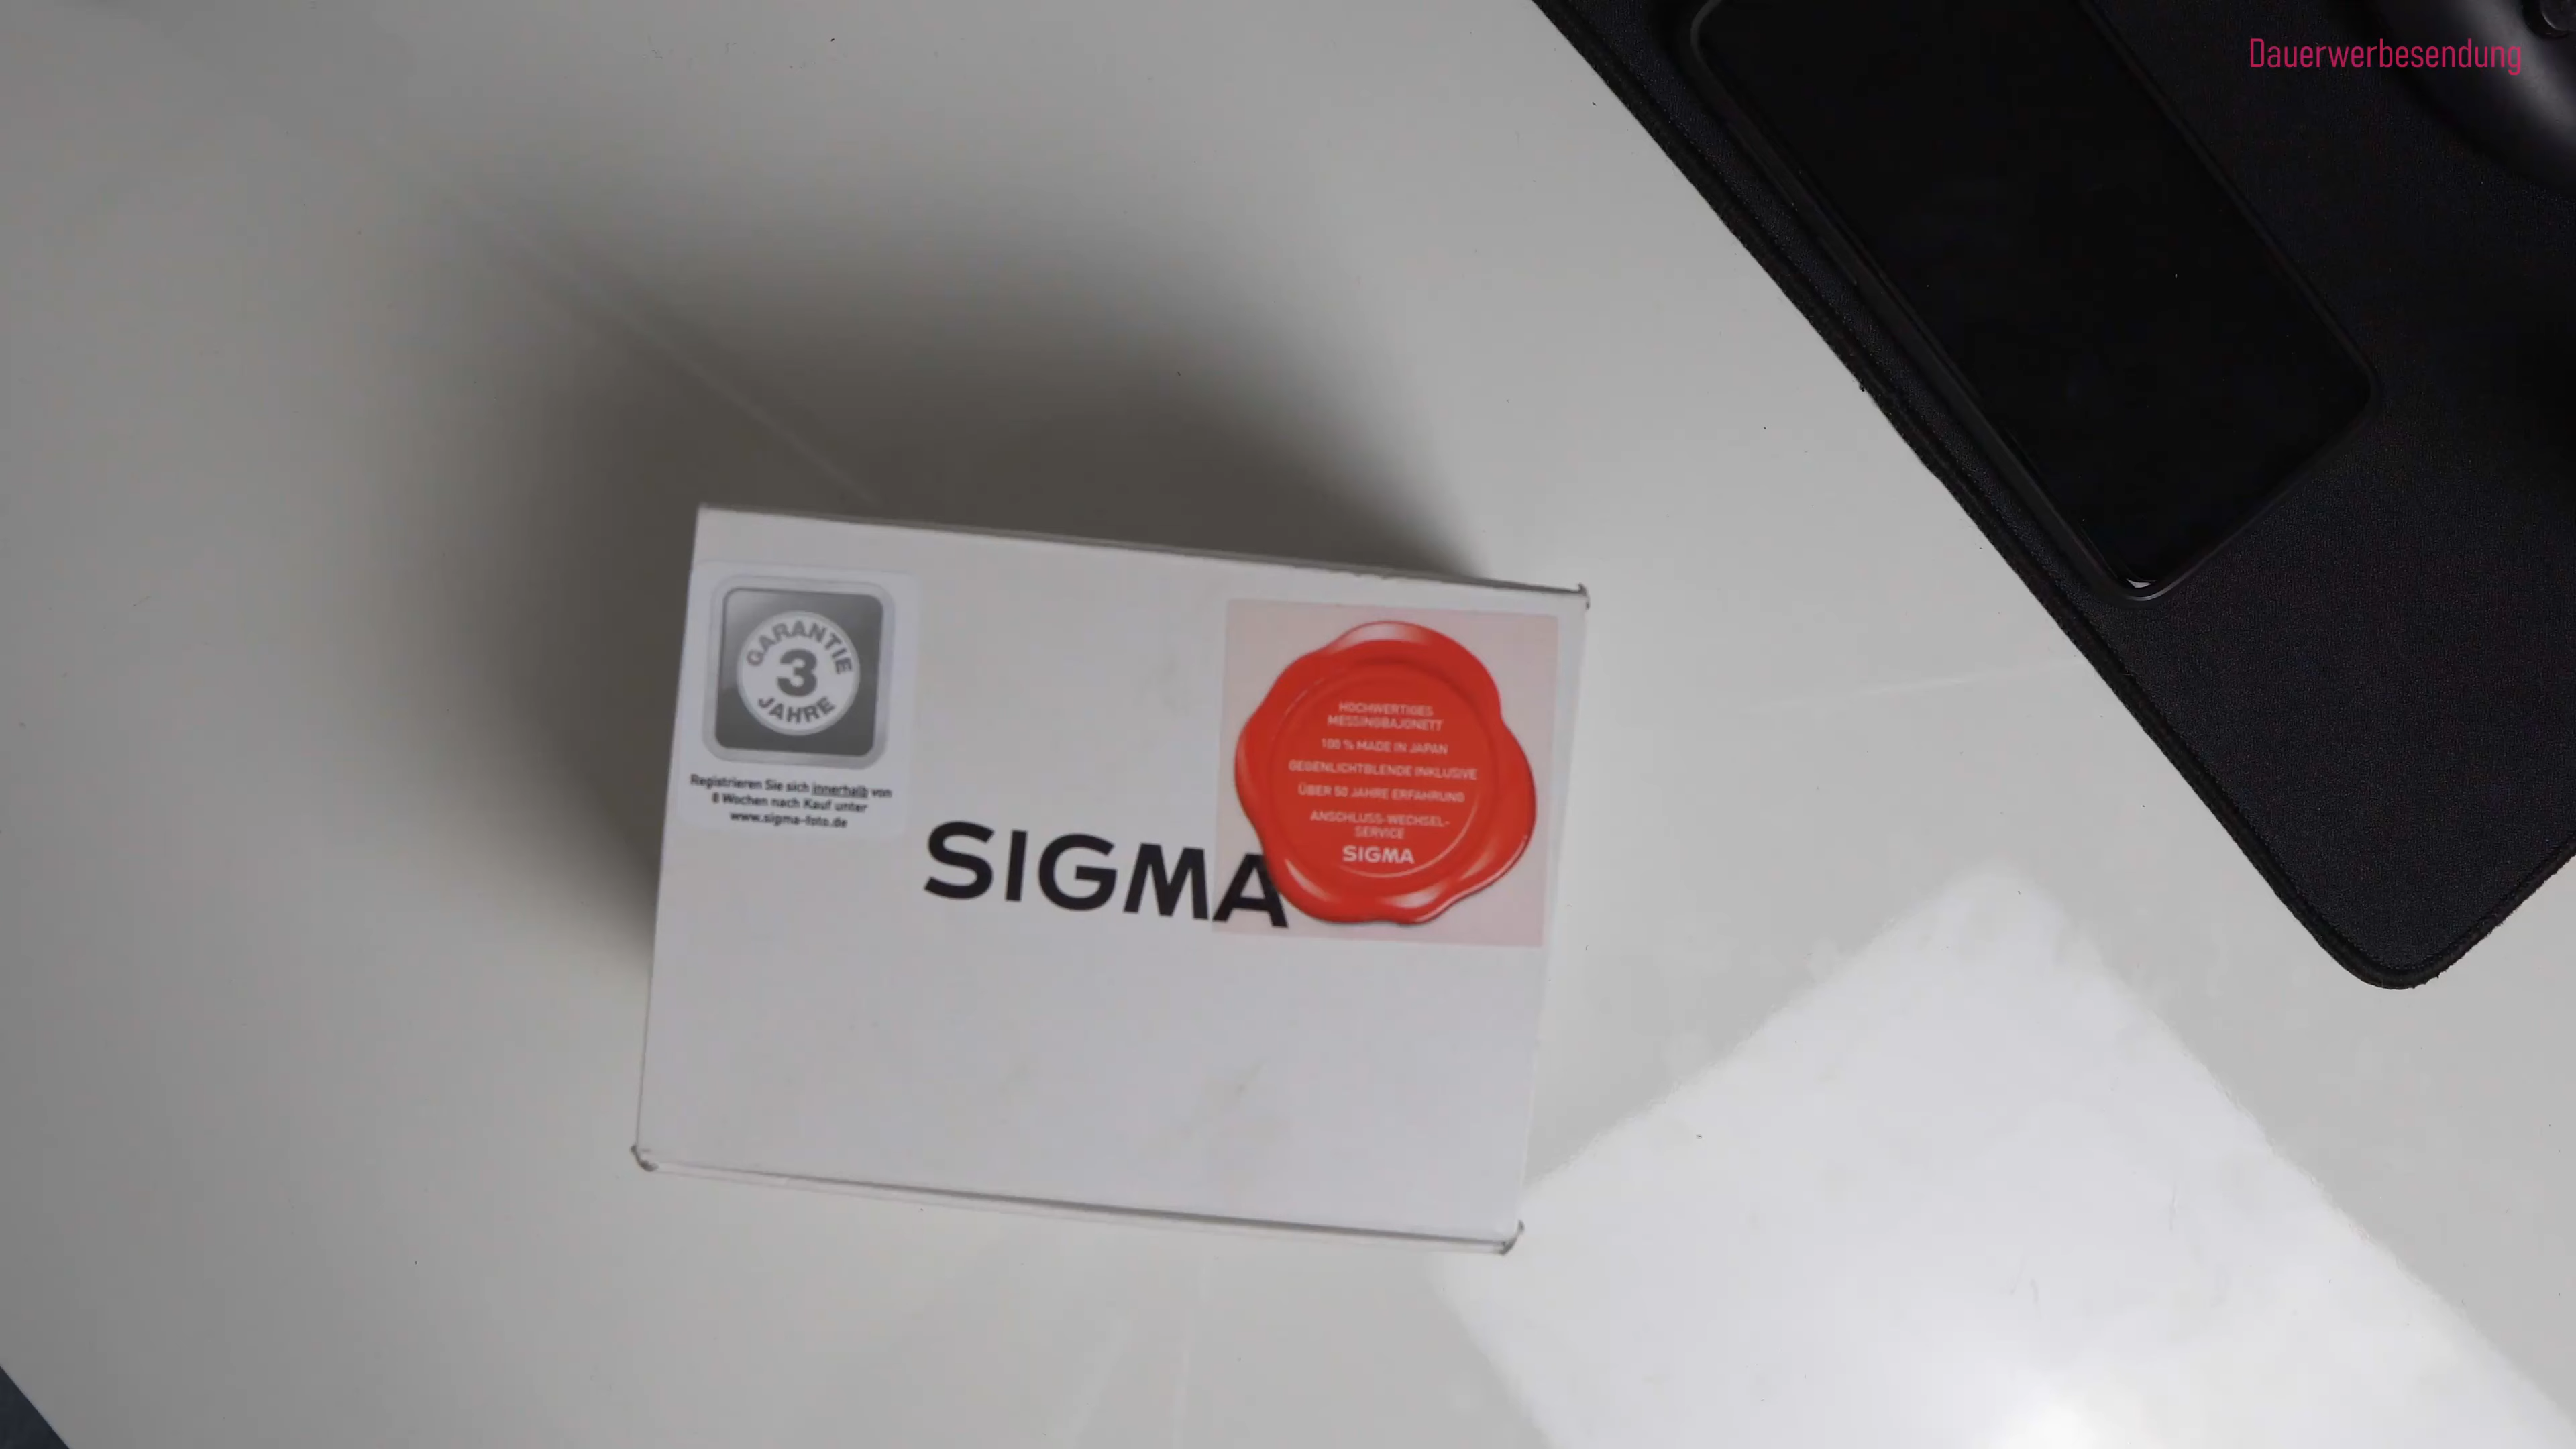 Dauerwerbesendung
GARANTIE
3
JAHRE
Registrieren Sie sich innerhalb von
8 Wochen nach Kauf unter
www.sigma-foto.de
SIGMA
HOCHWERTIGES
MESSINGBAJONETT
100 % MADE IN JAPAN
GEGENLICHTBLENDE INKLUSIVE
ÜBER 50 JAHRE ERFAHRUNG
ANSCHLUSS-WECHSEL-
SERVICE
SIGMA